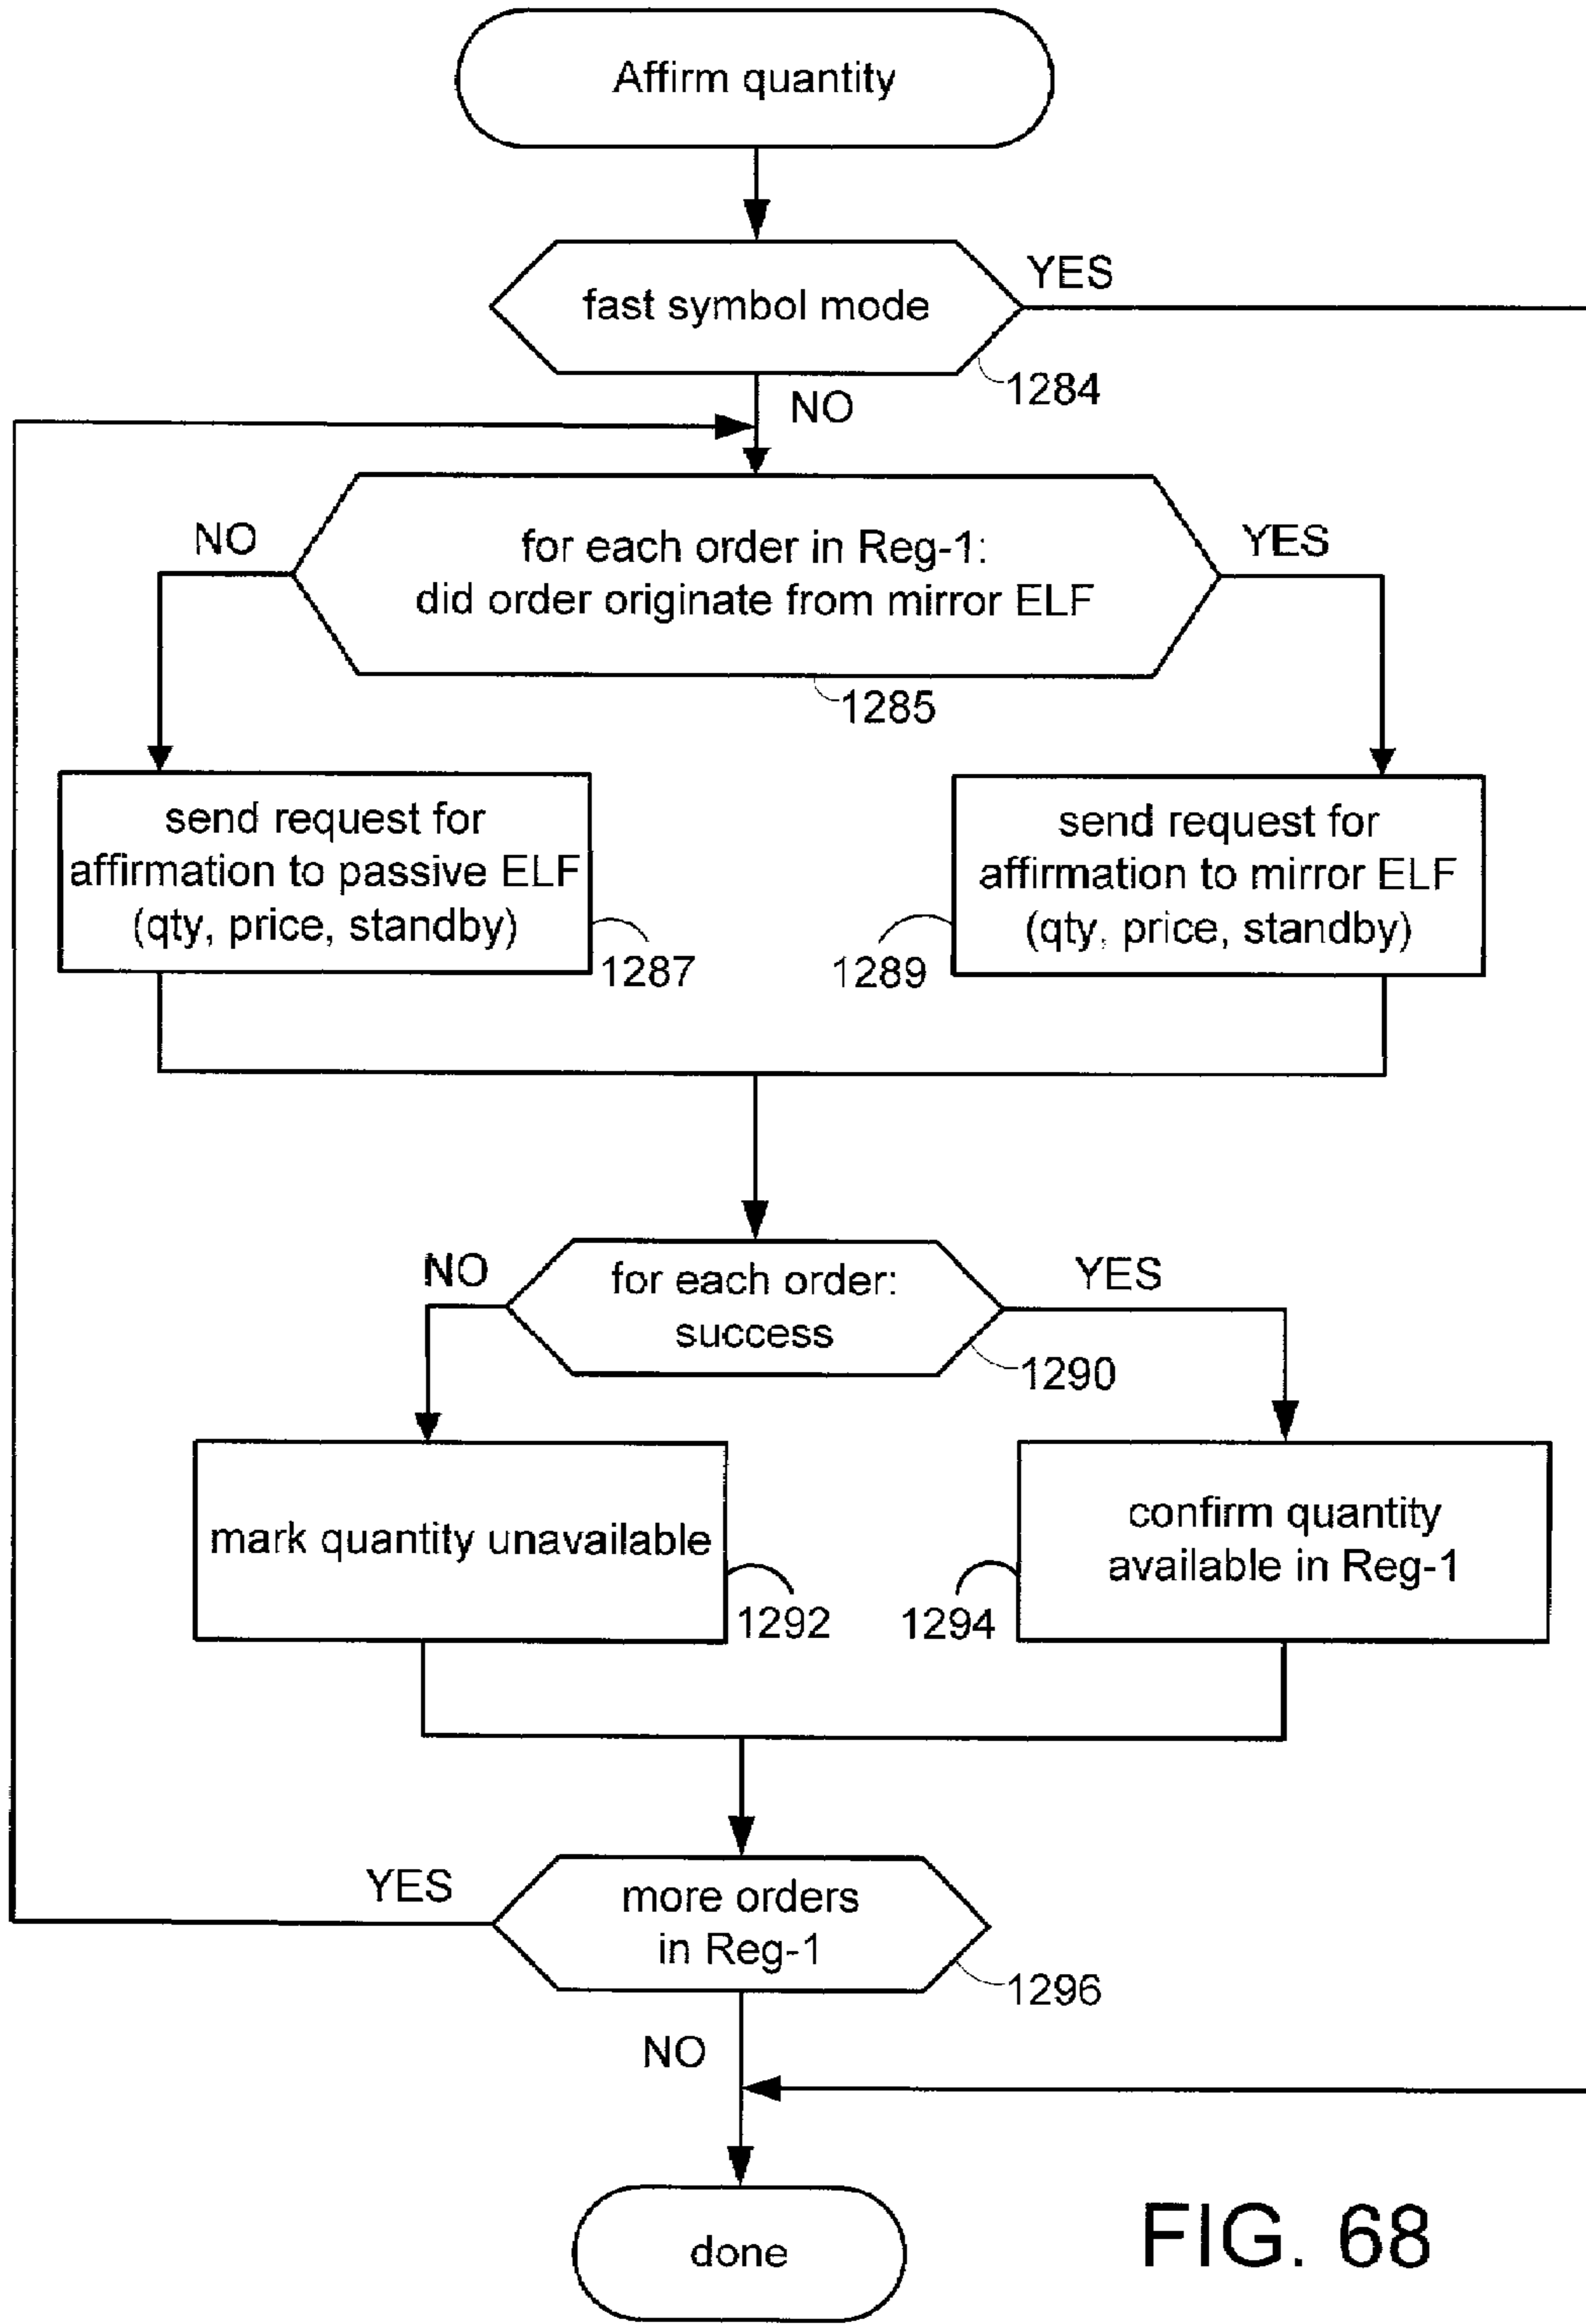 Affirm quantity
fast symbol mode
YES
1284
NO
for each order in Reg-1:
did order originate from mirror ELF
NO
YES
1285
send request for
affirmation to passive ELF
(qty, price, standby)
1287
send request for
affirmation to mirror ELF
(qty, price, standby)
1289
for each order:
success
NO
YES
1290
mark quantity unavailable
1292
confirm quantity
available in Reg-1
1294
more orders
in Reg-1
YES
1296
NO
done
FIG. 68